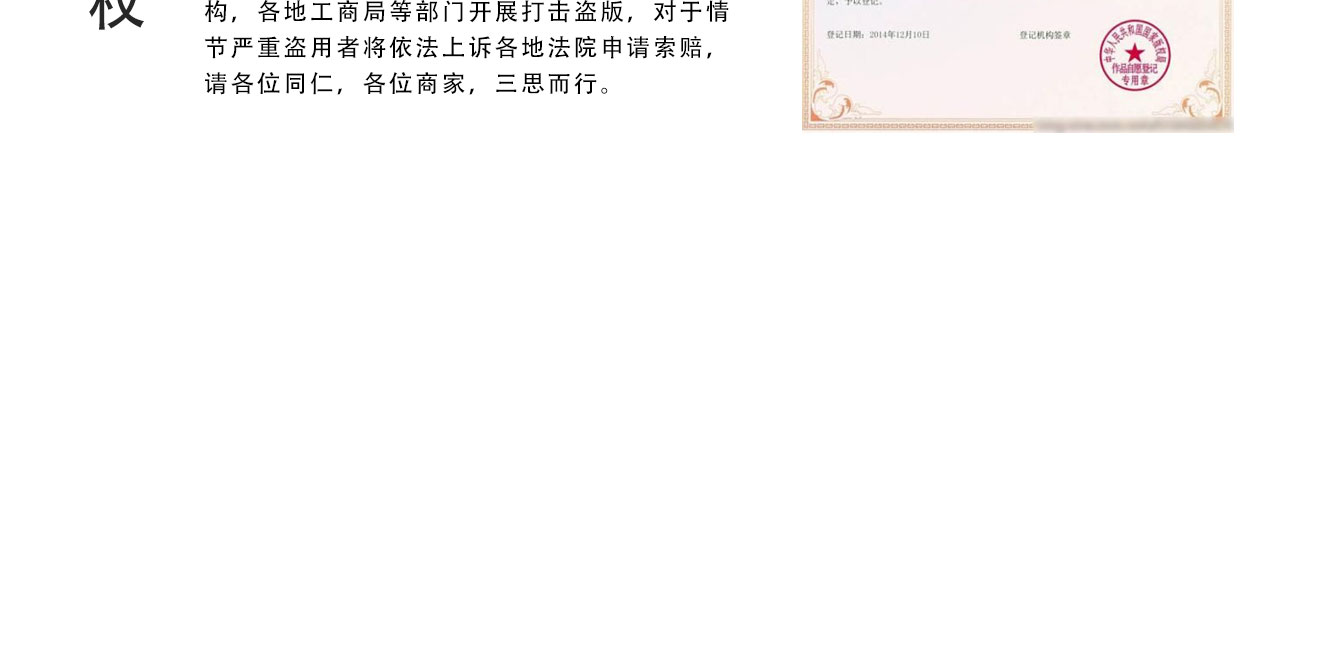 权
构，各地工商局等部门开展打击盗版，对于情
节严重盗用者将依法上诉各地法院申请索赔，
请各位同仁，各位商家，三思而行。
定，予以登记。
登记日期：2014年12月10日 登记机构签章
中华人民共和国国家版权局
作品自愿登记
专用章